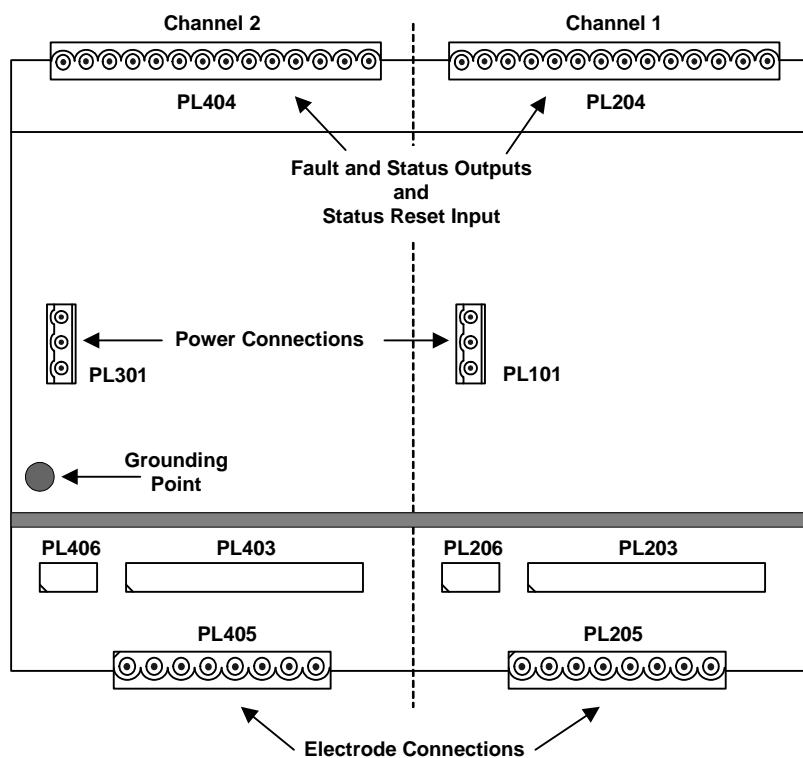 Channel 2
Channel 1
PL404
PL204
Fault and Status Outputs
and
Status Reset Input
Power Connections
PL301
PL101
Grounding
Point
PL406
PL403
PL206
PL203
PL405
PL205
Electrode Connections